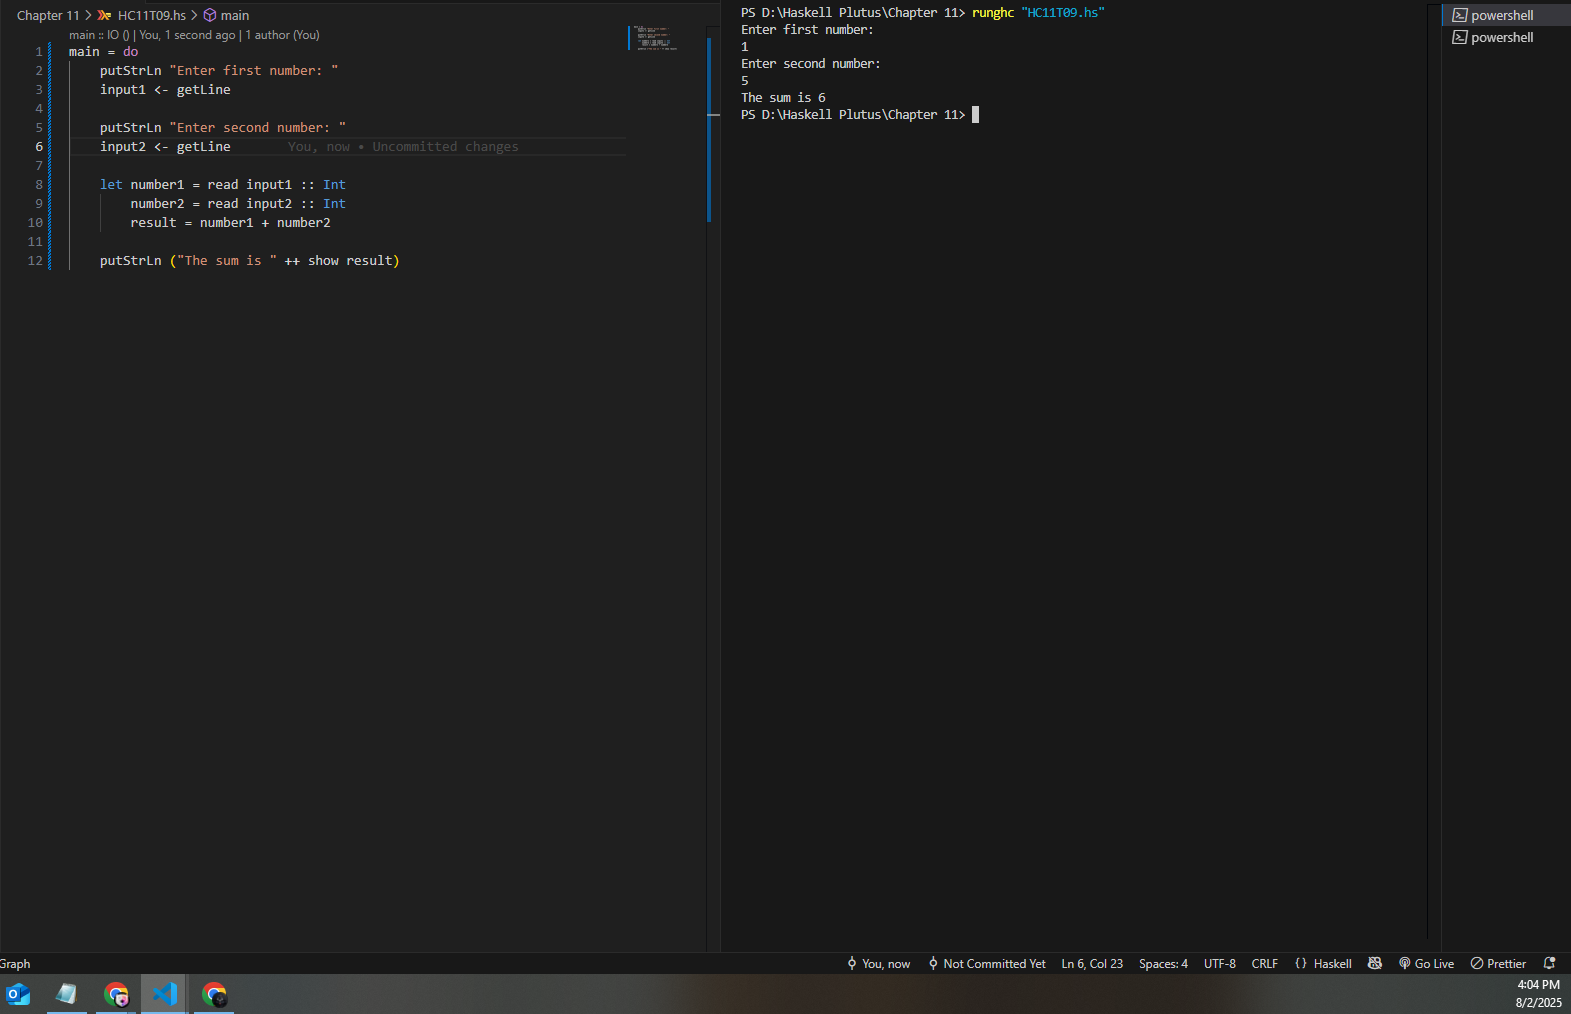 Chapter 11 > HC11T09.hs > main
main :: IO () | You, 1 second ago | 1 author (You)
1 main = do
2 putStrLn "Enter first number: "
3 input1 <- getLine
4
5 putStrLn "Enter second number: "
6 input2 <- getLine You, now • Uncommitted changes
7
8 let number1 = read input1 :: Int
9 number2 = read input2 :: Int
10 result = number1 + number2
11
12 putStrLn ("The sum is " ++ show result)
PS D:\Haskell Plutus\Chapter 11> runghc "HC11T09.hs"
Enter first number:
1
Enter second number:
5
The sum is 6
PS D:\Haskell Plutus\Chapter 11>
powershell
powershell
Graph
You, now Not Committed Yet Ln 6, Col 23 Spaces: 4 UTF-8 CRLF {} Haskell Go Live Prettier
4:04 PM
8/2/2025